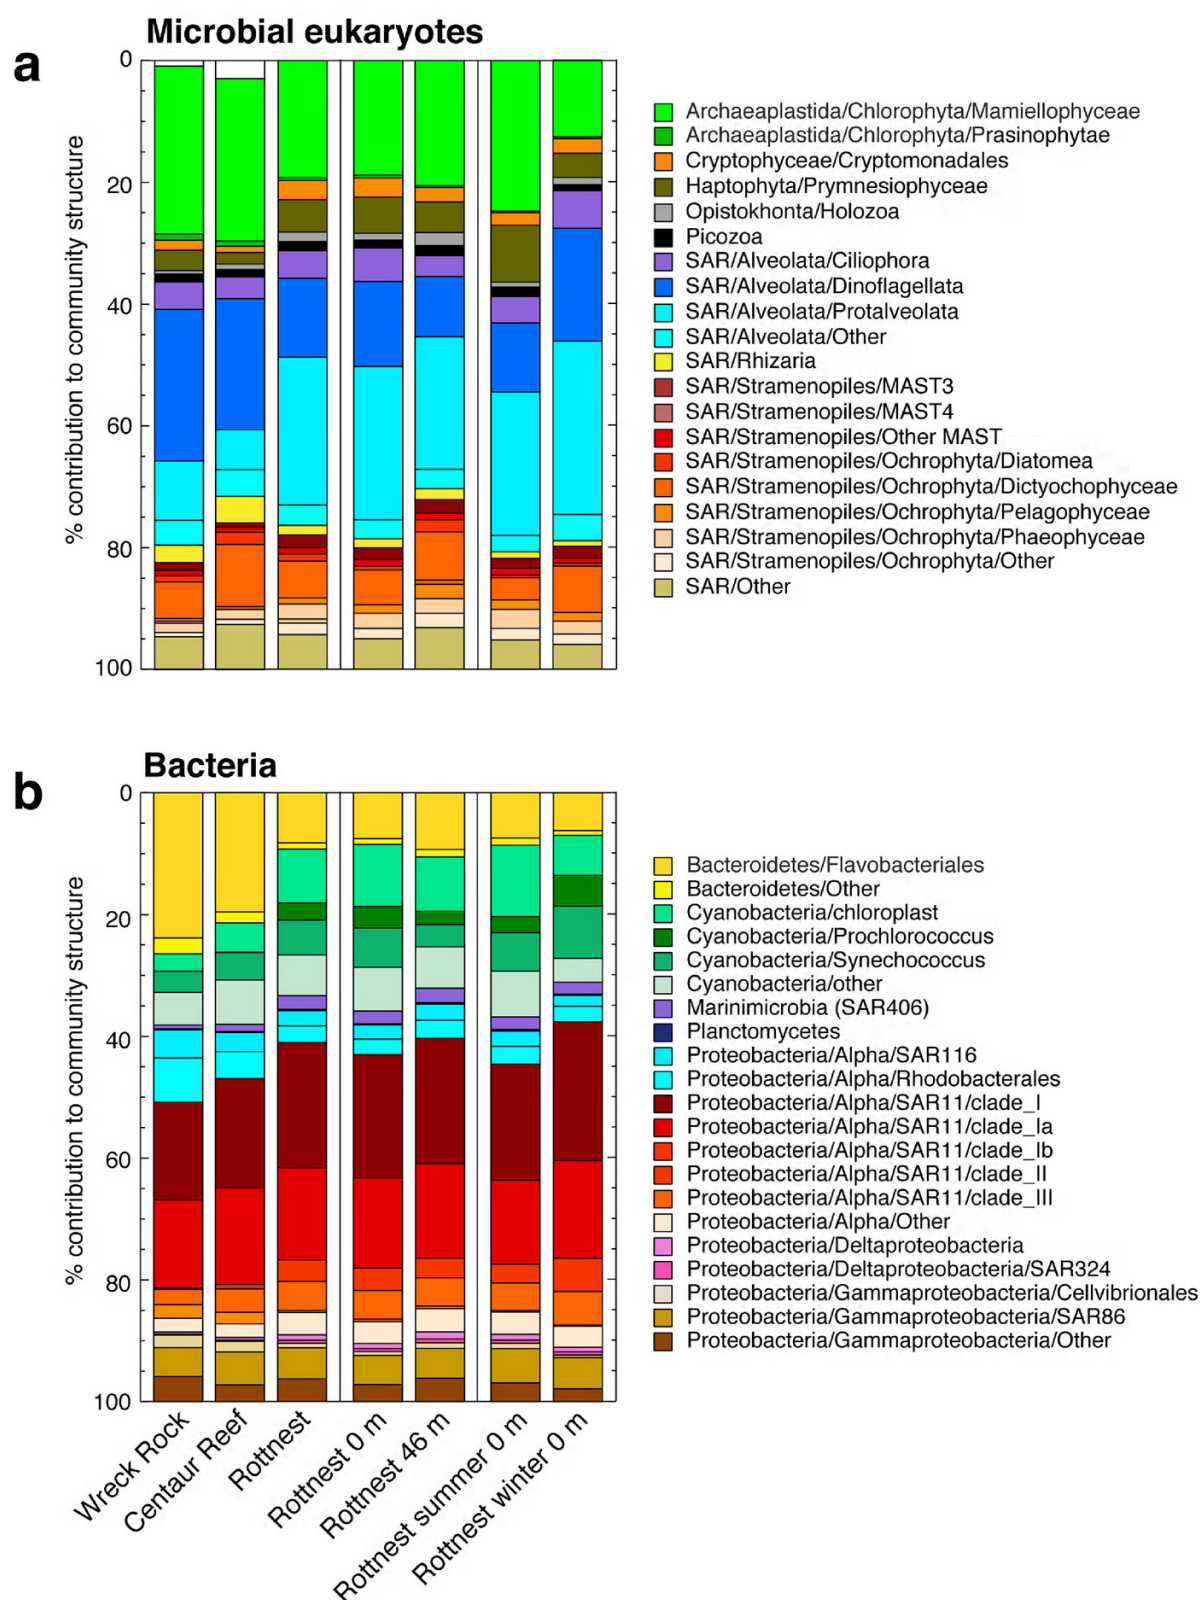 Microbial eukaryotes
a
0
20
40
60
80
100
% contribution to community structure
Archaeaplastida/Chlorophyta/Mamiellophyceae
Archaeaplastida/Chlorophyta/Prasinophytae
Cryptophyceae/Cryptomonadales
Haptophyta/Prymnesiophyceae
Opistokhonta/Holozoa
Picozoa
SAR/Alveolata/Ciliophora
SAR/Alveolata/Dinoflagellata
SAR/Alveolata/Protalveolata
SAR/Alveolata/Other
SAR/Rhizaria
SAR/Stramenopiles/MAST3
SAR/Stramenopiles/MAST4
SAR/Stramenopiles/Other MAST
SAR/Stramenopiles/Ochrophyta/Diatomea
SAR/Stramenopiles/Ochrophyta/Dictyochophyceae
SAR/Stramenopiles/Ochrophyta/Pelagophyceae
SAR/Stramenopiles/Ochrophyta/Phaeophyceae
SAR/Stramenopiles/Ochrophyta/Other
SAR/Other
Bacteria
b
0
20
40
60
80
100
% contribution to community structure
Bacteroidetes/Flavobacteriales
Bacteroidetes/Other
Cyanobacteria/chloroplast
Cyanobacteria/Prochlorococcus
Cyanobacteria/Synechococcus
Cyanobacteria/other
Marinimicrobia (SAR406)
Planctomycetes
Proteobacteria/Alpha/SAR116
Proteobacteria/Alpha/Rhodobacterales
Proteobacteria/Alpha/SAR11/clade_I
Proteobacteria/Alpha/SAR11/clade_Ia
Proteobacteria/Alpha/SAR11/clade_Ib
Proteobacteria/Alpha/SAR11/clade_II
Proteobacteria/Alpha/SAR11/clade_III
Proteobacteria/Alpha/Other
Proteobacteria/Deltaproteobacteria
Proteobacteria/Deltaproteobacteria/SAR324
Proteobacteria/Gammaproteobacteria/Cellvibrionales
Proteobacteria/Gammaproteobacteria/SAR86
Proteobacteria/Gammaproteobacteria/Other
Wreck Rock
Centaur Reef
Rottnest
Rottnest 0 m
Rottnest 46 m
Rottnest summer 0 m
Rottnest winter 0 m